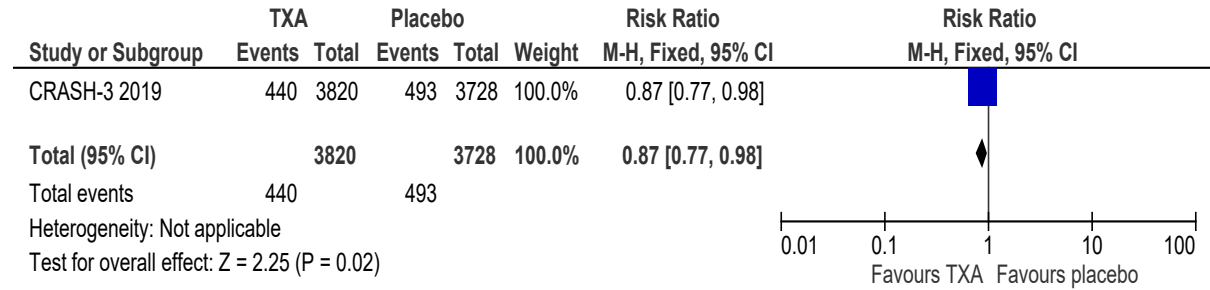 TXA Placebo Risk Ratio Risk Ratio
Study or Subgroup Events Total Events Total Weight M-H, Fixed, 95% CI M-H, Fixed, 95% CI
CRASH-3 2019 440 3820 493 3728 100.0% 0.87 [0.77, 0.98]
Total (95% CI) 3820 3728 100.0% 0.87 [0.77, 0.98]
Total events 440 493
Heterogeneity: Not applicable
Test for overall effect: Z = 2.25 (P = 0.02)
0.01 0.1 1 10 100
Favours TXA Favours placebo